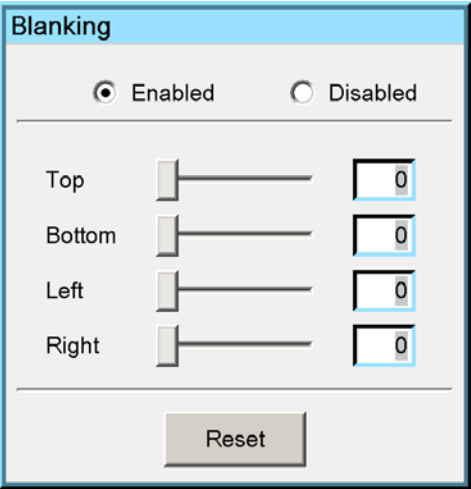 Blanking
Enabled Disabled
Top 0
Bottom 0
Left 0
Right 0
Reset